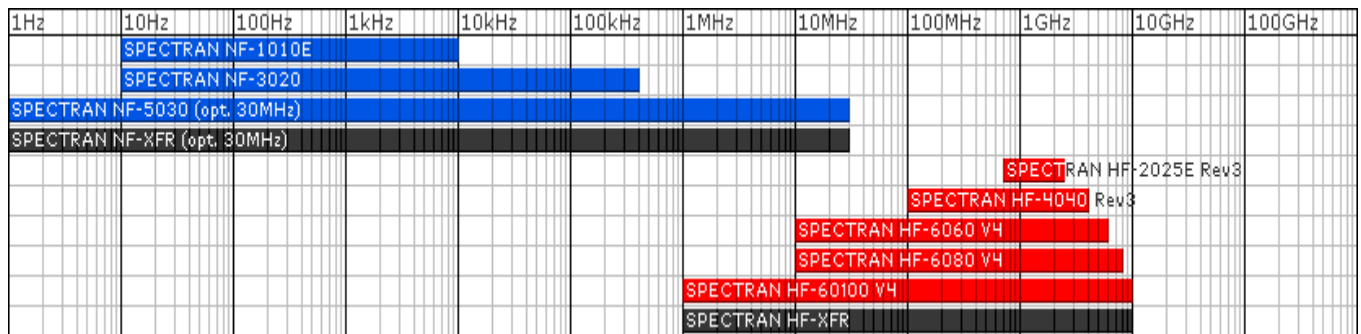 1Hz 10Hz 100Hz 1kHz 10kHz 100kHz 1MHz 10MHz 100MHz 1GHz 10GHz 100GHz
SPECTRAN NF-1010E
SPECTRAN NF-3020
SPECTRAN NF-5030 (opt. 30MHz)
SPECTRAN NF-XFR (opt. 30MHz)
SPECTRAN HF-2025E Rev3
SPECTRAN HF-4040 Rev3
SPECTRAN HF-6060 V4
SPECTRAN HF-6080 V4
SPECTRAN HF-60100 V4
SPECTRAN HF-XFR